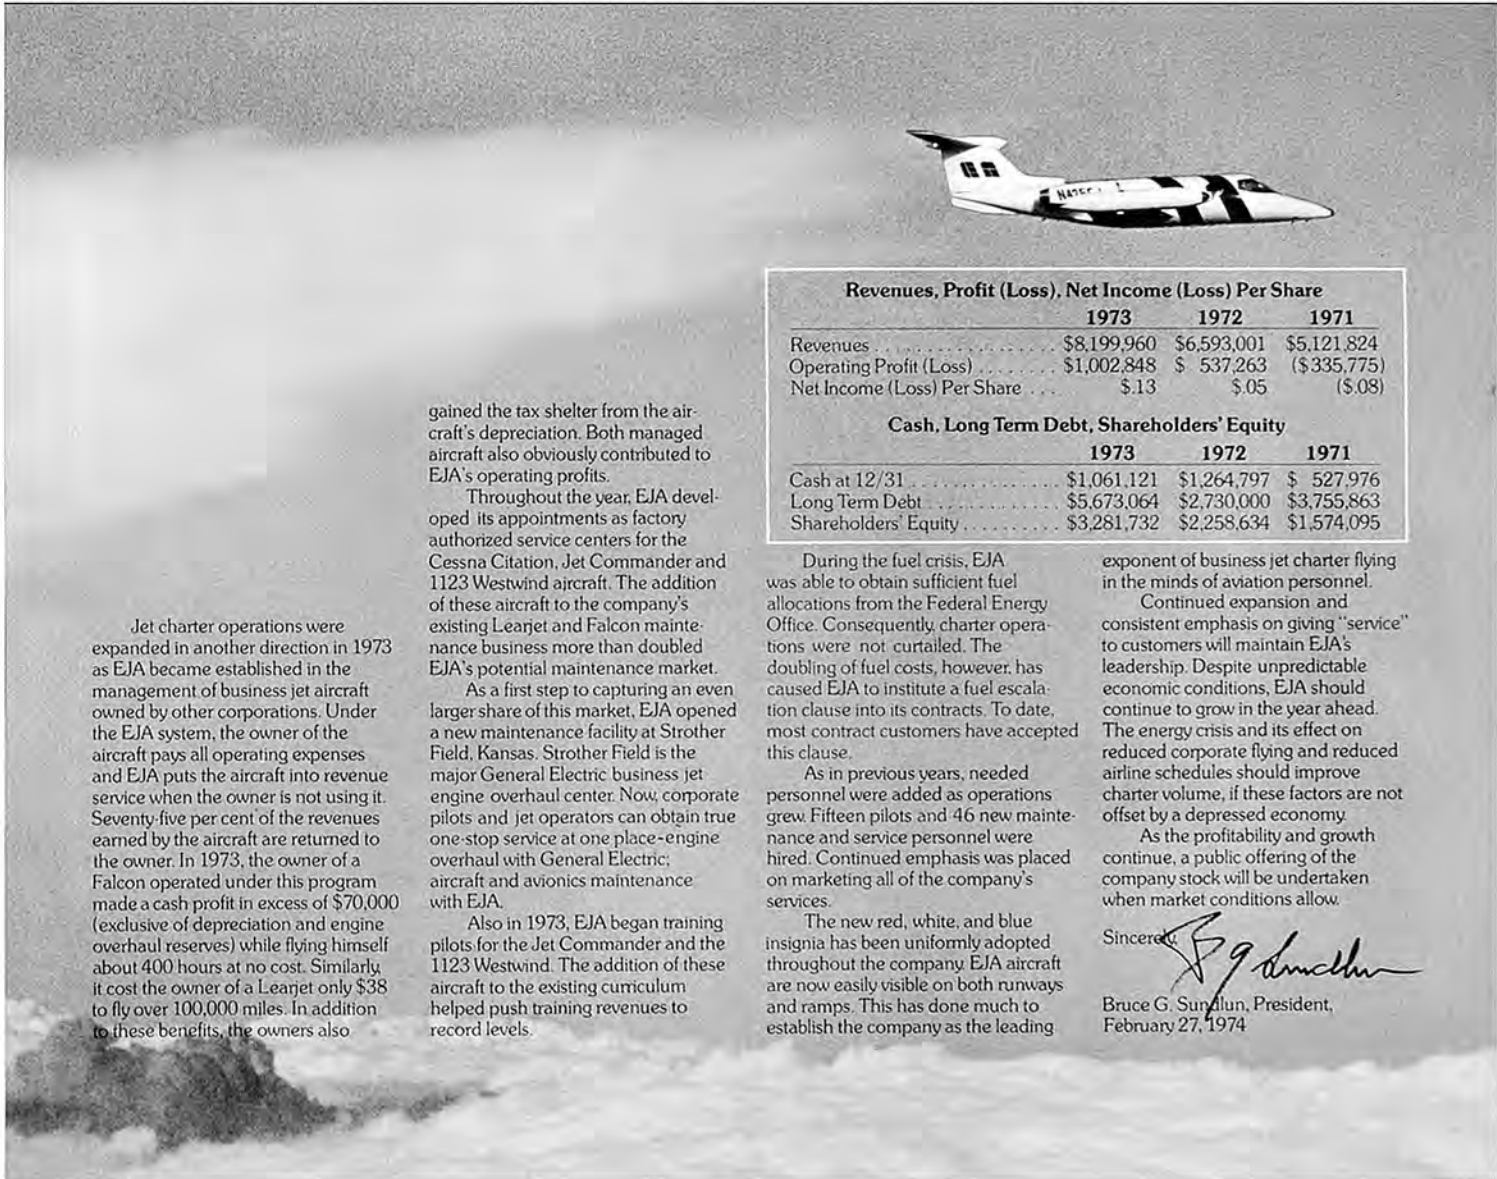 N435EJ
Revenues, Profit (Loss), Net Income (Loss) Per Share
1973 1972 1971
Revenues . . . . . . . . . . . . . . . . . . . $8,199,960 $6,593,001 $5,121,824
Operating Profit (Loss) . . . . . . . . $1,002,848 $ 537,263 ($335,775)
Net Income (Loss) Per Share . . . $.13 $.05 ($.08)
Cash, Long Term Debt, Shareholders' Equity
1973 1972 1971
Cash at 12/31 . . . . . . . . . . . . . . . . $1,061,121 $1,264,797 $ 527,976
Long Term Debt . . . . . . . . . . . . . . $5,673,064 $2,730,000 $3,755,863
Shareholders' Equity . . . . . . . . . . $3,281,732 $2,258,634 $1,574,095
Jet charter operations were
expanded in another direction in 1973
as EJA became established in the
management of business jet aircraft
owned by other corporations. Under
the EJA system, the owner of the
aircraft pays all operating expenses
and EJA puts the aircraft into revenue
service when the owner is not using it.
Seventy-five per cent of the revenues
earned by the aircraft are returned to
the owner. In 1973, the owner of a
Falcon operated under this program
made a cash profit in excess of $70,000
(exclusive of depreciation and engine
overhaul reserves) while flying himself
about 400 hours at no cost. Similarly,
it cost the owner of a Learjet only $38
to fly over 100,000 miles. In addition
to these benefits, the owners also
gained the tax shelter from the air-
craft's depreciation. Both managed
aircraft also obviously contributed to
EJA's operating profits.
Throughout the year, EJA devel-
oped its appointments as factory
authorized service centers for the
Cessna Citation, Jet Commander and
1123 Westwind aircraft. The addition
of these aircraft to the company's
existing Learjet and Falcon mainte-
nance business more than doubled
EJA's potential maintenance market.
As a first step to capturing an even
larger share of this market, EJA opened
a new maintenance facility at Strother
Field, Kansas. Strother Field is the
major General Electric business jet
engine overhaul center. Now, corporate
pilots and jet operators can obtain true
one-stop service at one place-engine
overhaul with General Electric;
aircraft and avionics maintenance
with EJA.
Also in 1973, EJA began training
pilots for the Jet Commander and the
1123 Westwind. The addition of these
aircraft to the existing curriculum
helped push training revenues to
record levels.
During the fuel crisis, EJA
was able to obtain sufficient fuel
allocations from the Federal Energy
Office. Consequently, charter opera-
tions were not curtailed. The
doubling of fuel costs, however, has
caused EJA to institute a fuel escala-
tion clause into its contracts. To date,
most contract customers have accepted
this clause.
As in previous years, needed
personnel were added as operations
grew. Fifteen pilots and 46 new mainte-
nance and service personnel were
hired. Continued emphasis was placed
on marketing all of the company's
services.
The new red, white, and blue
insignia has been uniformly adopted
throughout the company. EJA aircraft
are now easily visible on both runways
and ramps. This has done much to
establish the company as the leading
exponent of business jet charter flying
in the minds of aviation personnel.
Continued expansion and
consistent emphasis on giving "service"
to customers will maintain EJA's
leadership. Despite unpredictable
economic conditions, EJA should
continue to grow in the year ahead.
The energy crisis and its effect on
reduced corporate flying and reduced
airline schedules should improve
charter volume, if these factors are not
offset by a depressed economy.
As the profitability and growth
continue, a public offering of the
company stock will be undertaken
when market conditions allow.
Sincerely,
B G Sundlun
Bruce G. Sundlun, President,
February 27, 1974